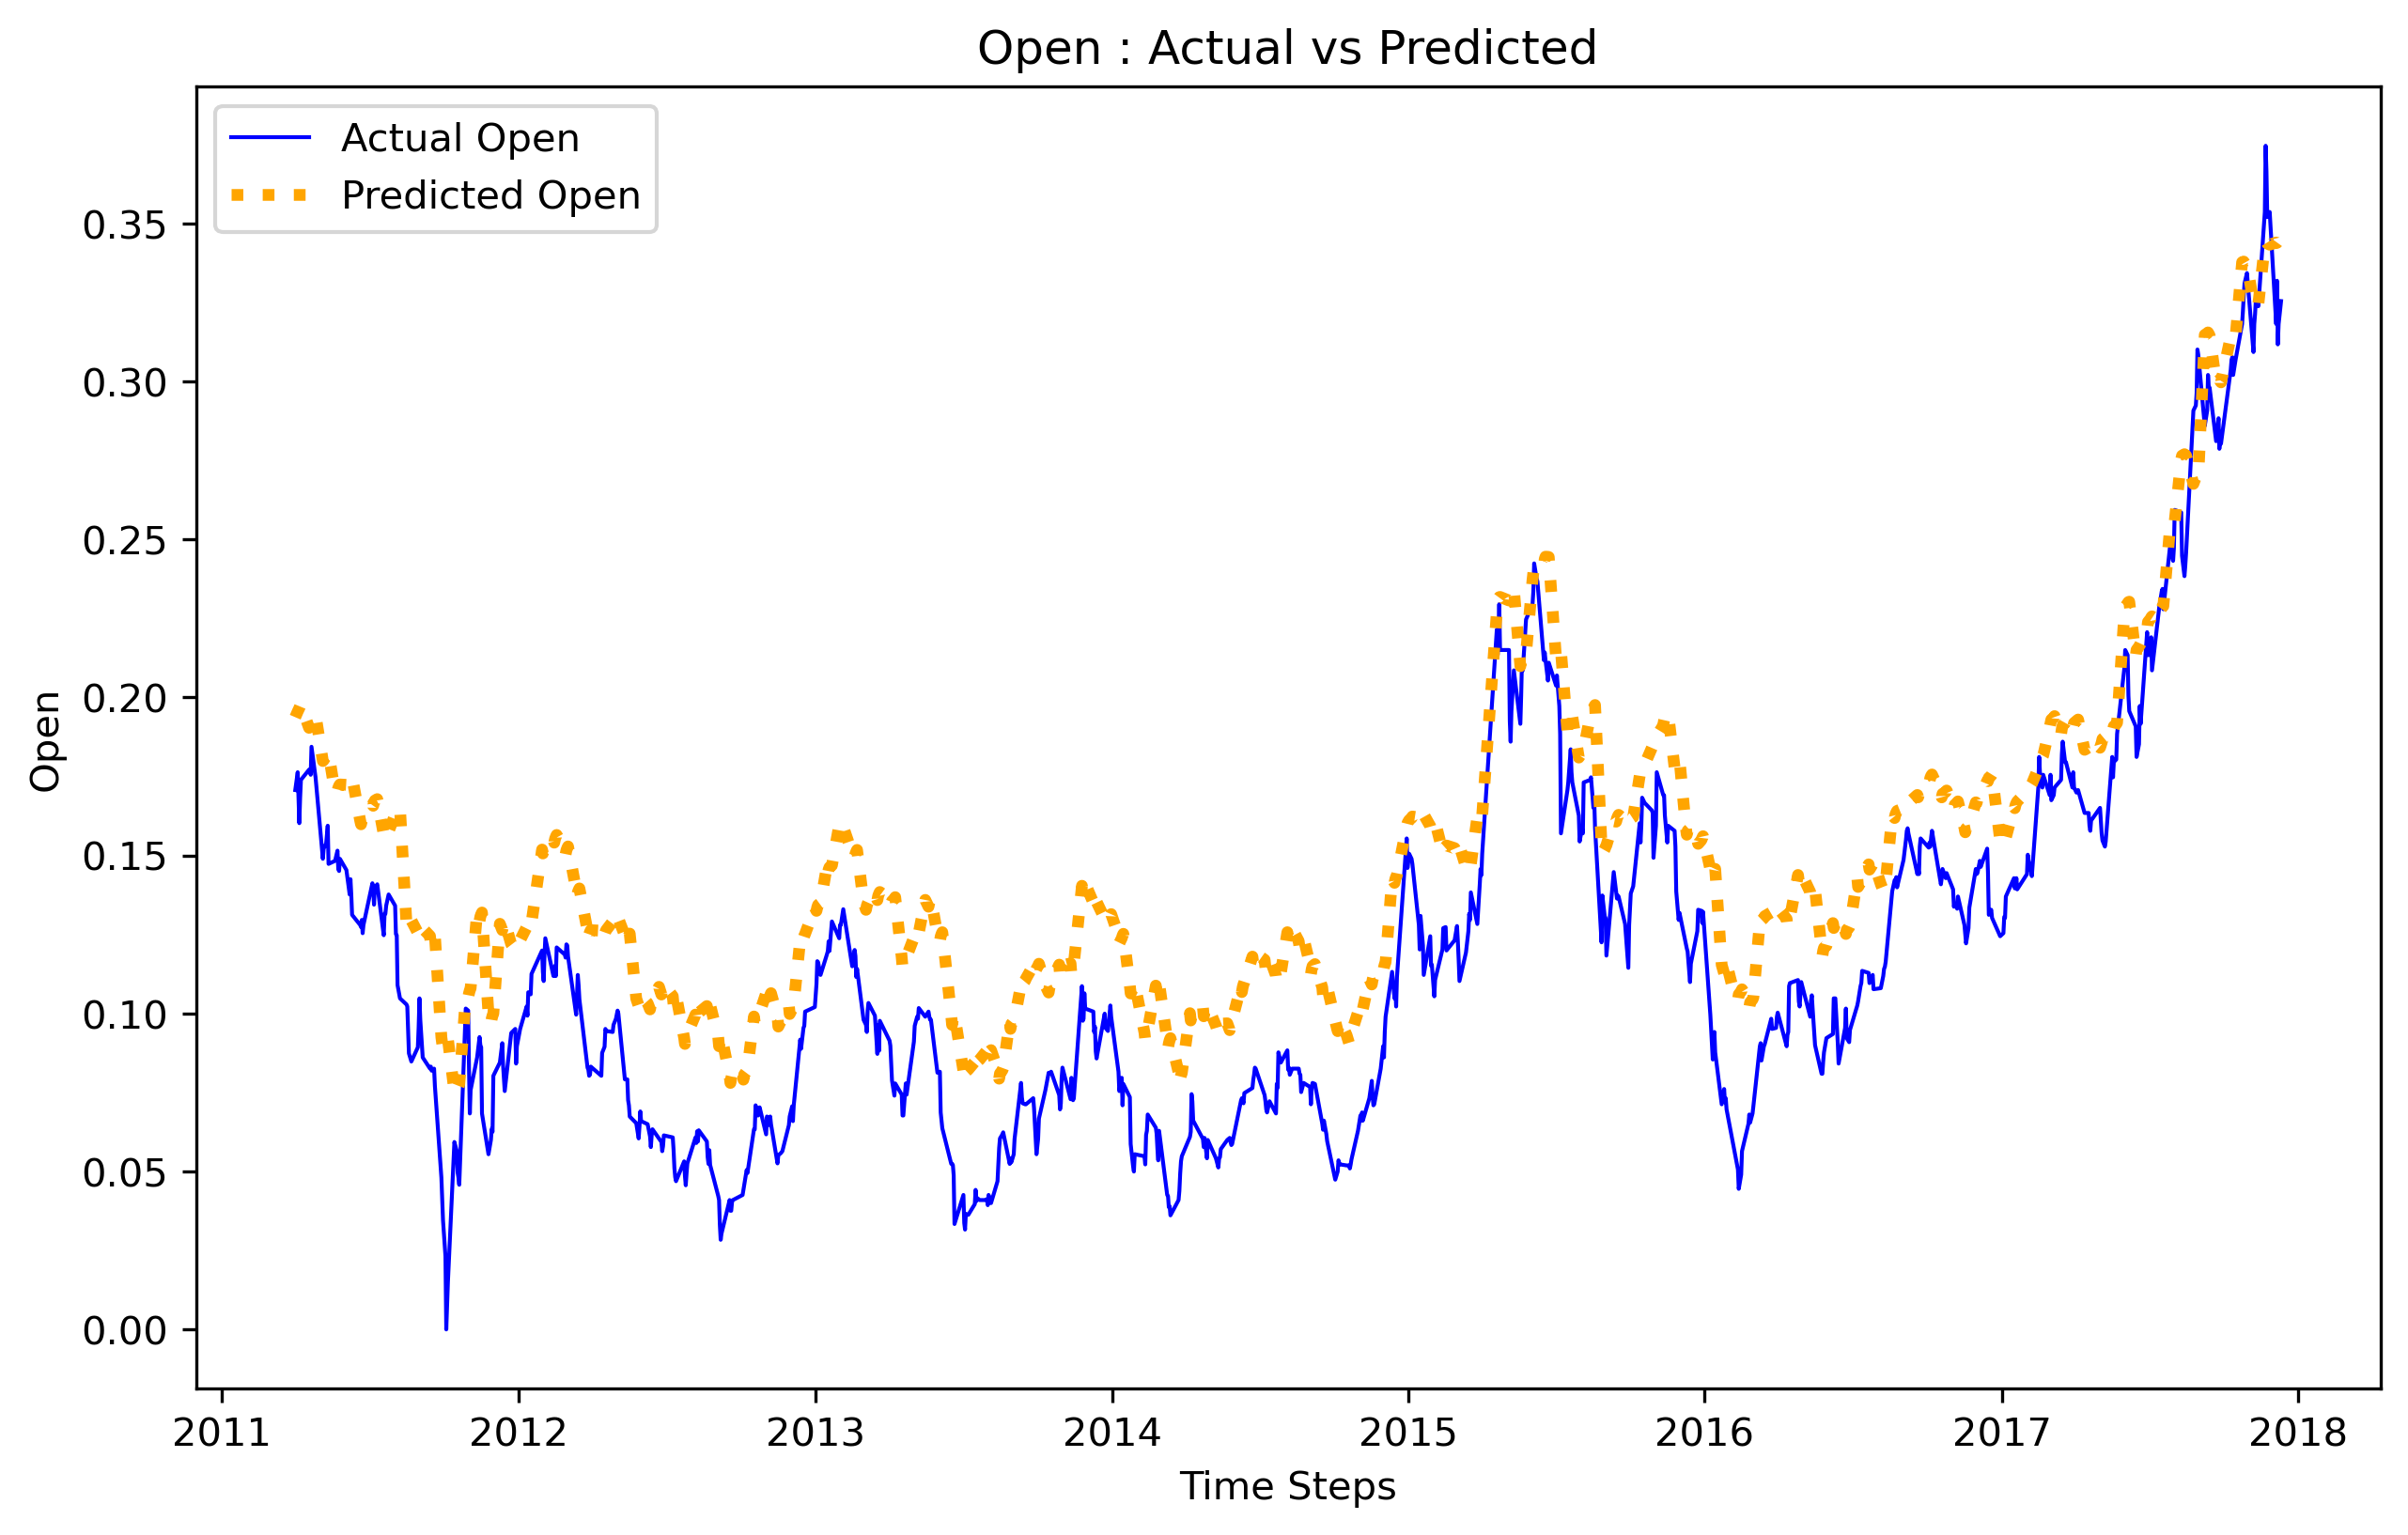 Open : Actual vs Predicted
Actual Open
Predicted Open
Open
0.35
0.30
0.25
0.20
0.15
0.10
0.05
0.00
2011 2012 2013 2014 2015 2016 2017 2018
Time Steps